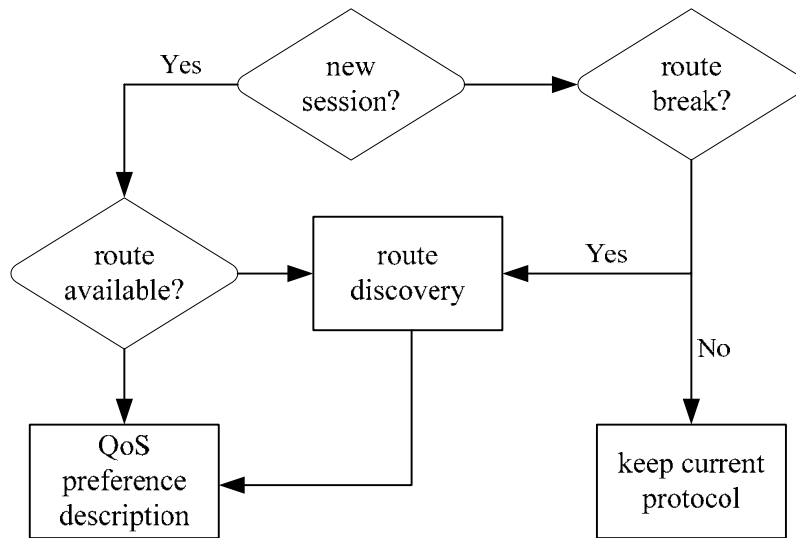 Yes
new
session?
route
break?
route
available?
route
discovery
Yes
No
QoS
preference
description
keep current
protocol